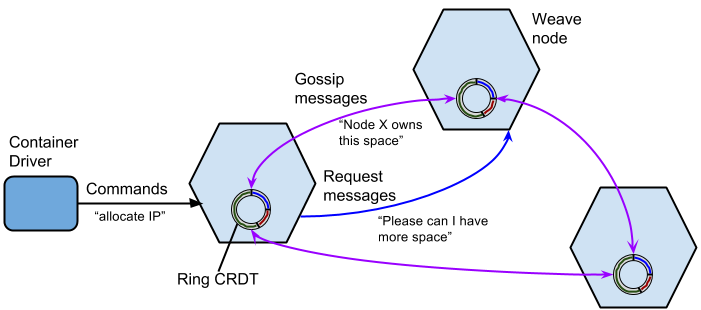 Weave
node
Gossip
messages
“Node X owns
this space”
Container
Driver
Commands
“allocate IP”
Request
messages
“Please can I have
more space”
Ring CRDT